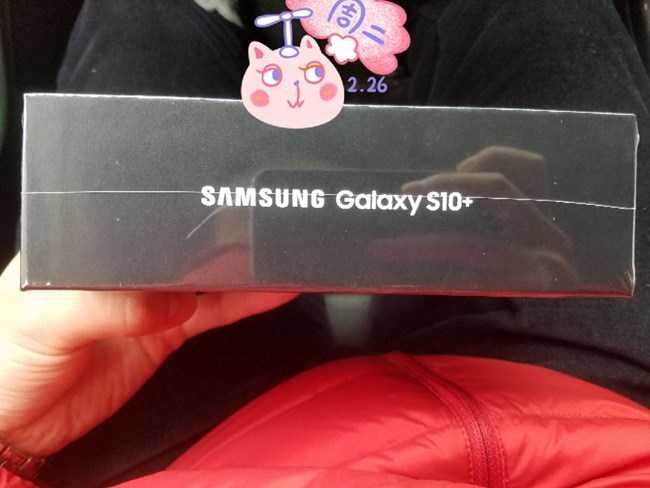 周二
2.26
SAMSUNG Galaxy S10+